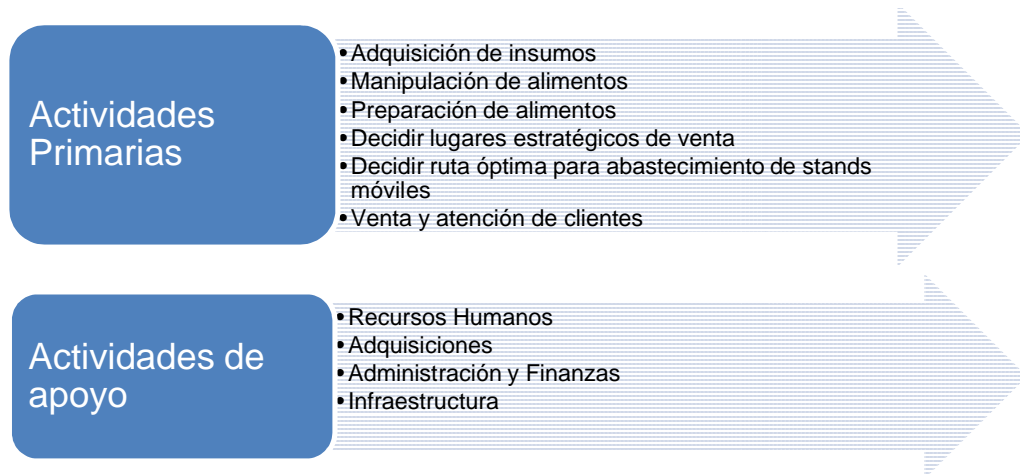 Actividades
Primarias
•Adquisición de insumos
•Manipulación de alimentos
•Preparación de alimentos
•Decidir lugares estratégicos de venta
•Decidir ruta óptima para abastecimiento de stands
móviles
•Venta y atención de clientes
Actividades de
apoyo
•Recursos Humanos
•Adquisiciones
•Administración y Finanzas
•Infraestructura